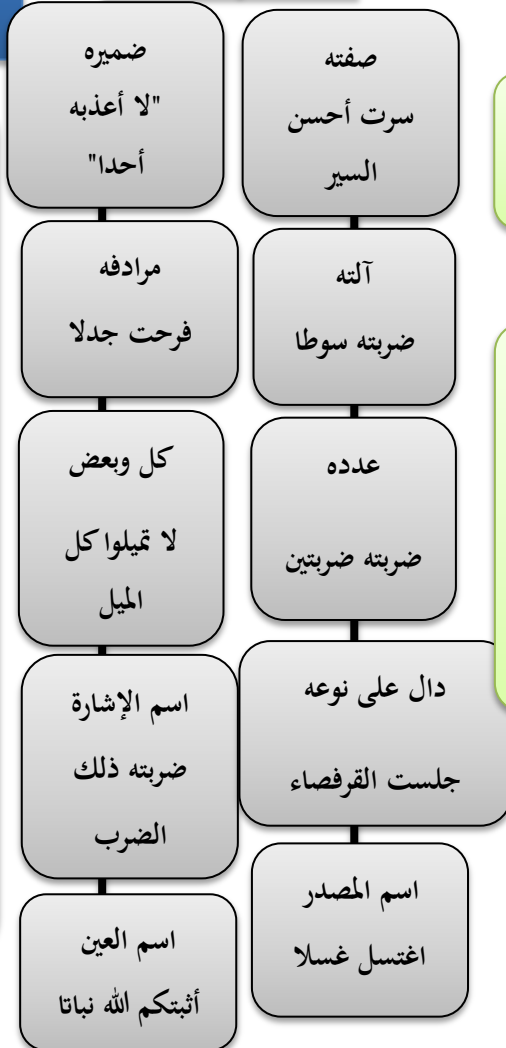 صفته
سرت أحسن
السير
آلته
ضربته سوطا
عدده
ضربته ضربتين
دال على نوعه
جلست القرفصاء
اسم المصدر
اغتسل غسلا
ضميره
"لا أعذبه
أحدا"
مرادفه
فرحت جدلا
كل وبعض
لا تميلوا كل
الميل
اسم الإشارة
ضربته ذلك
الضرب
اسم العين
أثبتكم الله نباتا